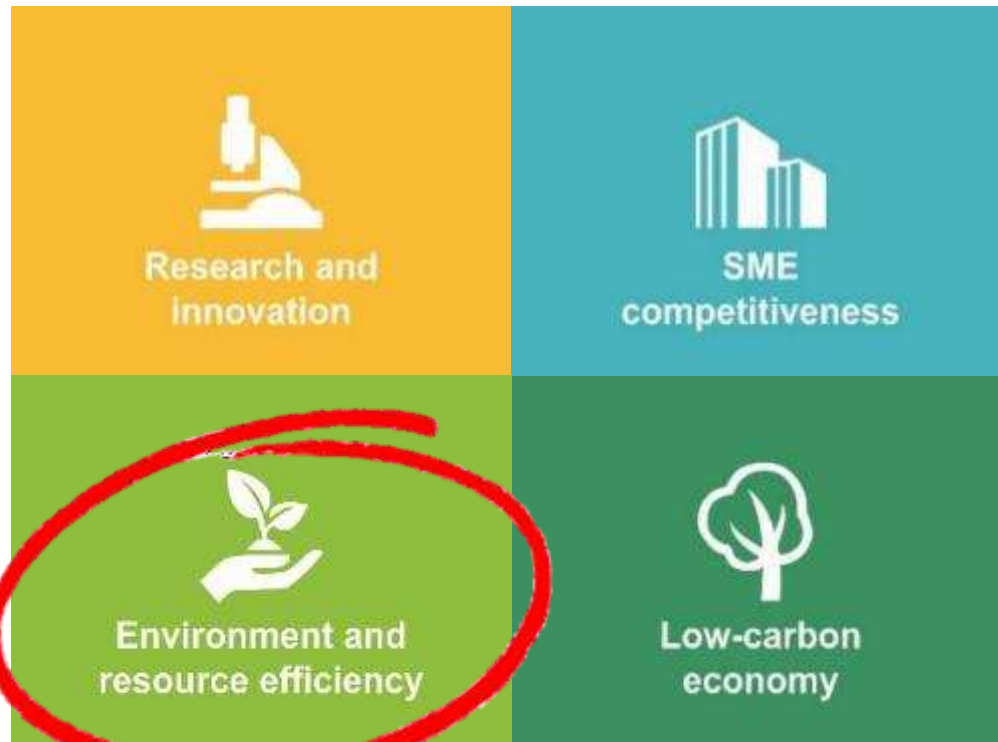 Research and
innovation
SME
competitiveness
Environment and
resource efficiency
Low-carbon
economy